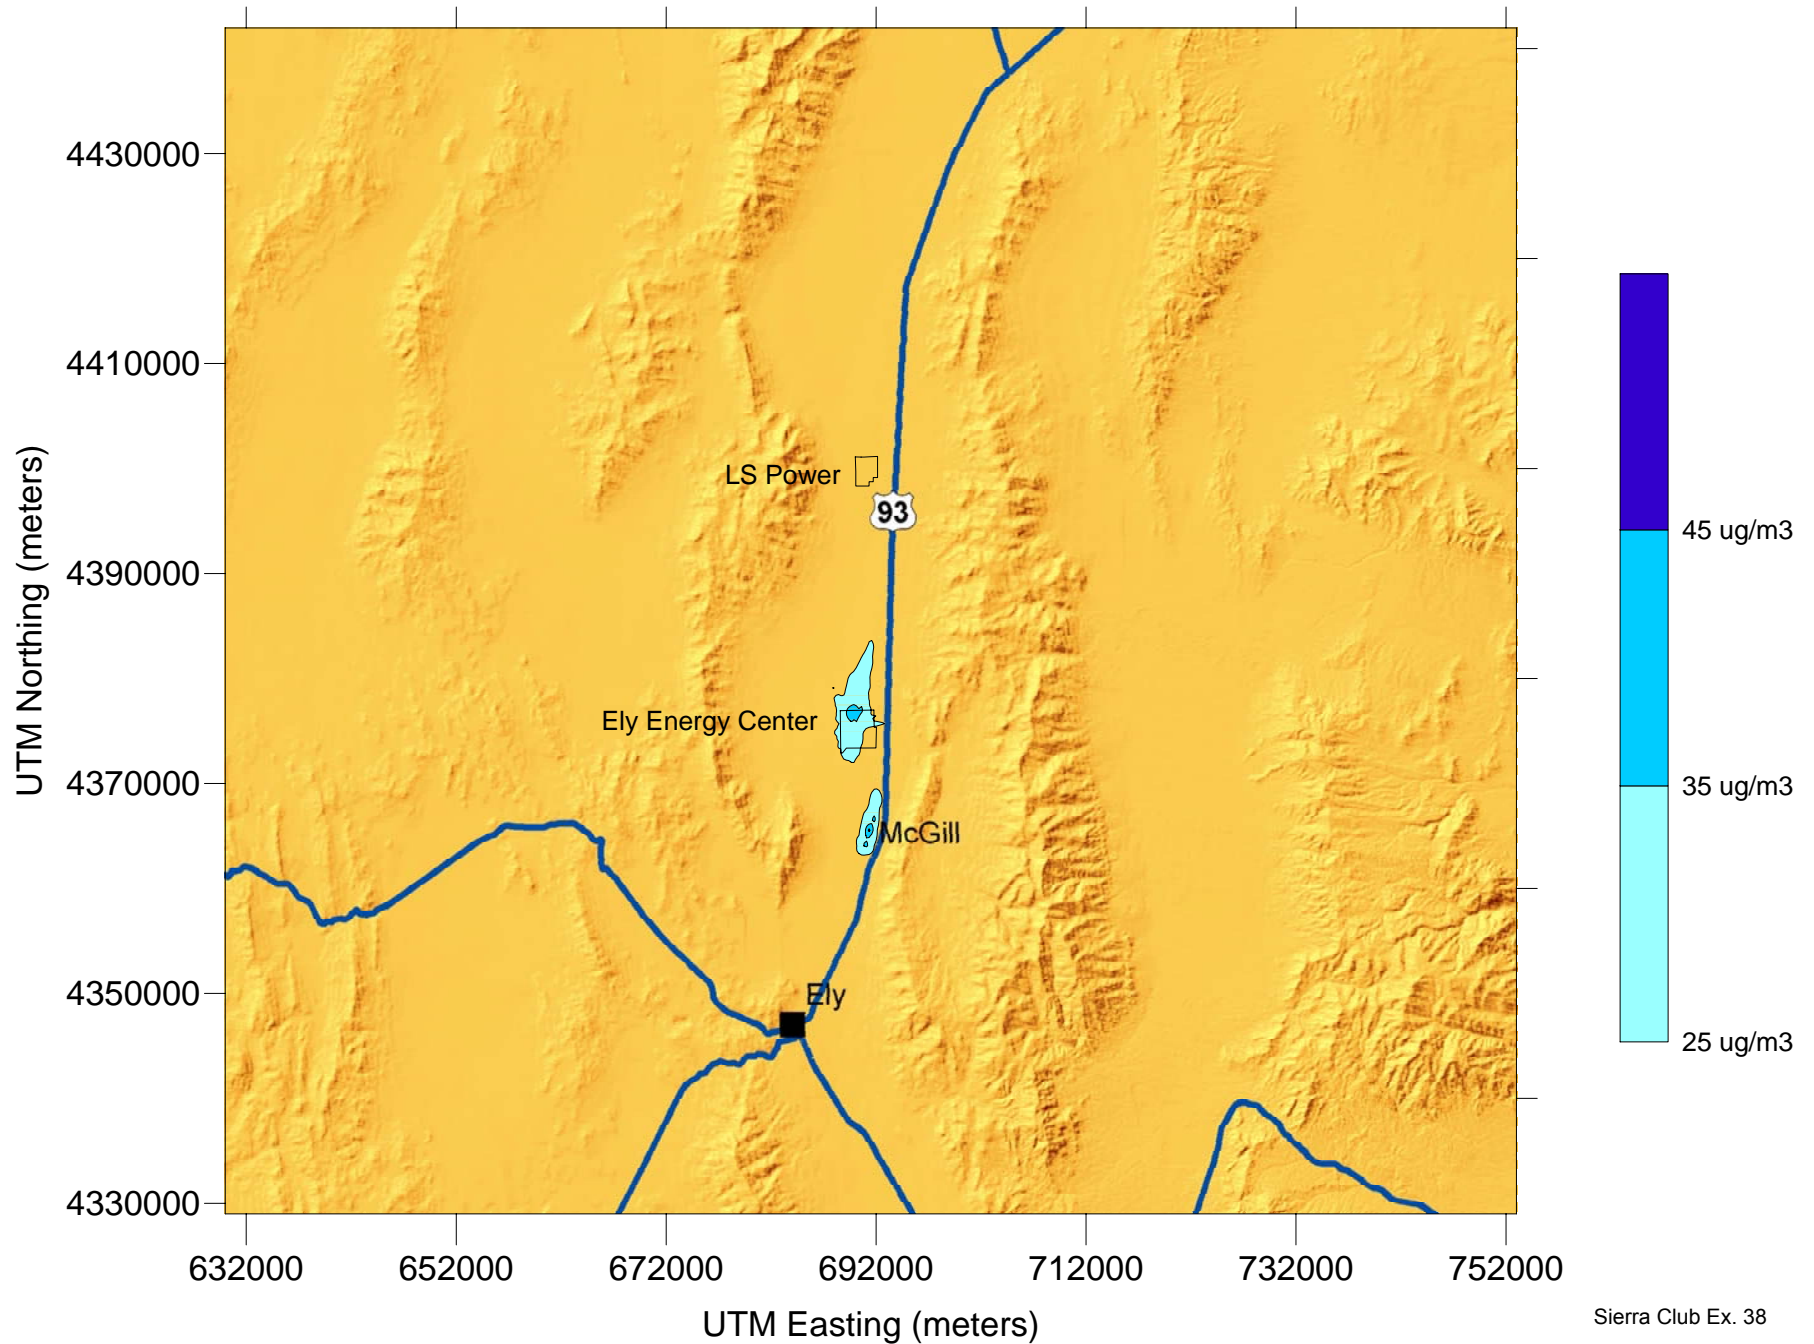 4430000
4410000
4390000
4370000
4350000
4330000
UTM Northing (meters)
LS Power
93
Ely Energy Center
McGill
Ely
45 ug/m3
35 ug/m3
25 ug/m3
632000
652000
672000
692000
712000
732000
752000
UTM Easting (meters)
Sierra Club Ex. 38